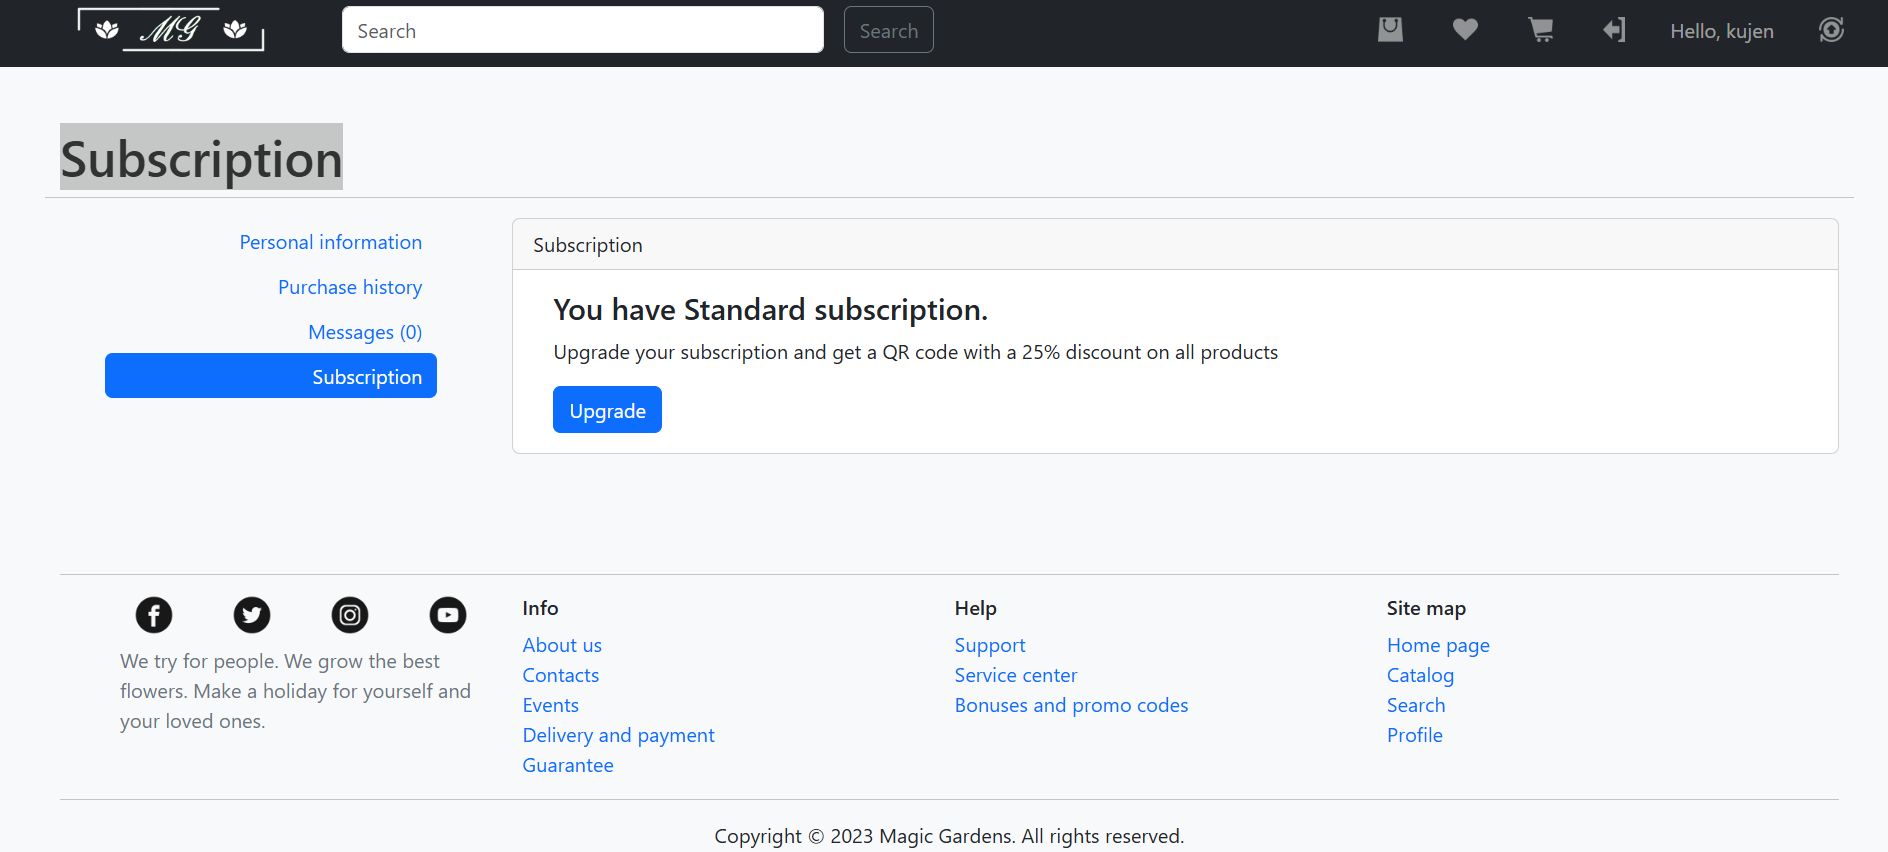 MG
Search
Search
Hello, kujen
Subscription
Personal information
Purchase history
Messages (0)
Subscription
Subscription
You have Standard subscription.
Upgrade your subscription and get a QR code with a 25% discount on all products
Upgrade
We try for people. We grow the best
flowers. Make a holiday for yourself and
your loved ones.
Info
About us
Contacts
Events
Delivery and payment
Guarantee
Help
Support
Service center
Bonuses and promo codes
Site map
Home page
Catalog
Search
Profile
Copyright © 2023 Magic Gardens. All rights reserved.